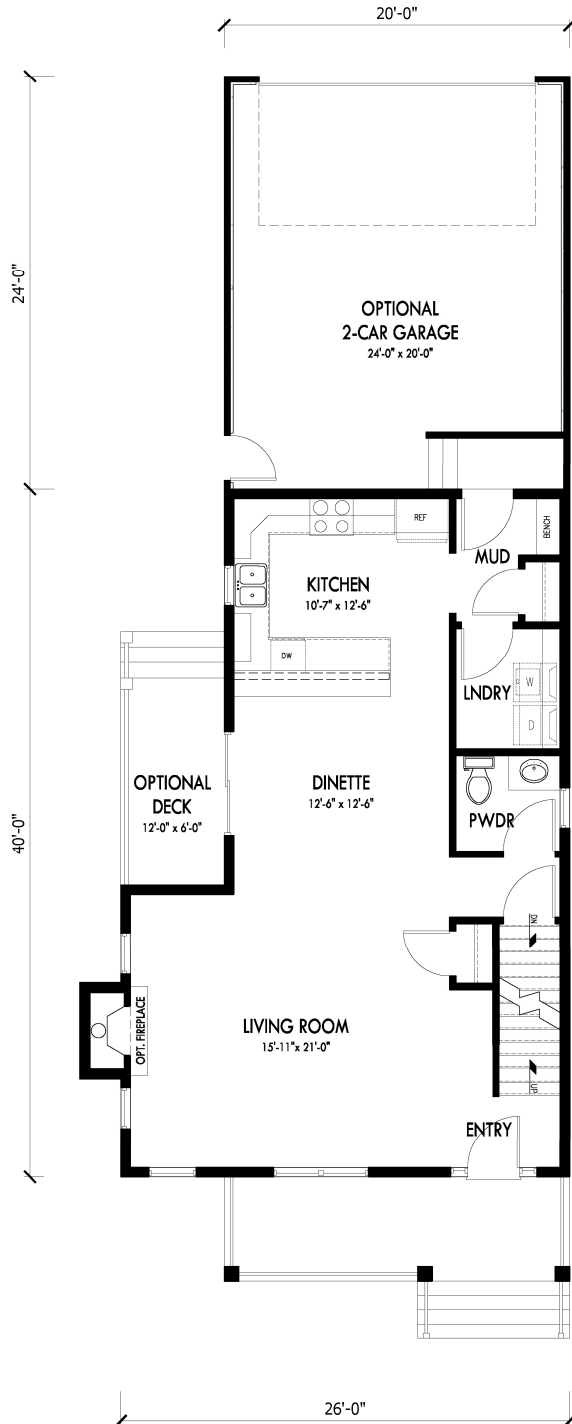 20'-0"
24'-0"
OPTIONAL
2-CAR GARAGE
24'-0" x 20'-0"
REF
BENCH
MUD
KITCHEN
10'-7" x 12'-6"
DW
LNDRY
W
D
OPTIONAL
DECK
12'-0" x 6'-0"
DINETTE
12'-6" x 12'-6"
PWDR
40'-0"
DN
OPT. FIREPLACE
LIVING ROOM
15'-11"x 21'-0"
UP
ENTRY
26'-0"